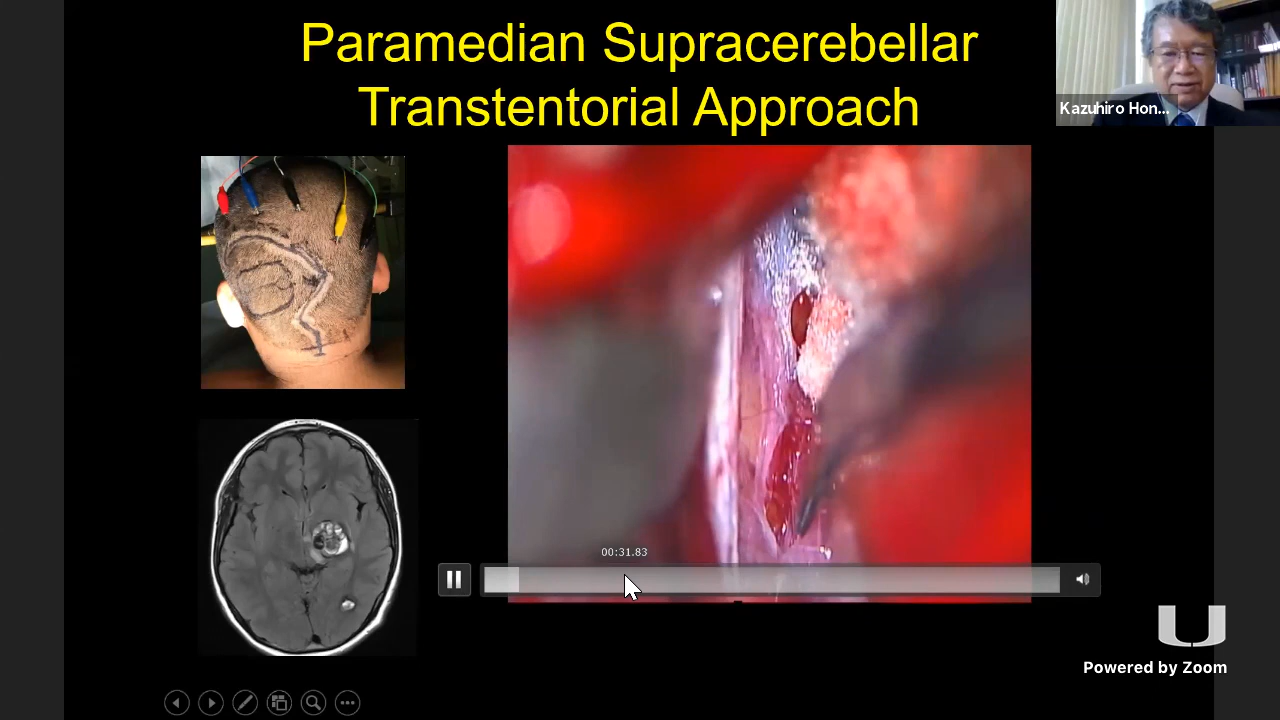 Paramedian Supracerebellar
Transtentorial Approach
Kazuhiro Hon...
00:31.83
U
Powered by Zoom